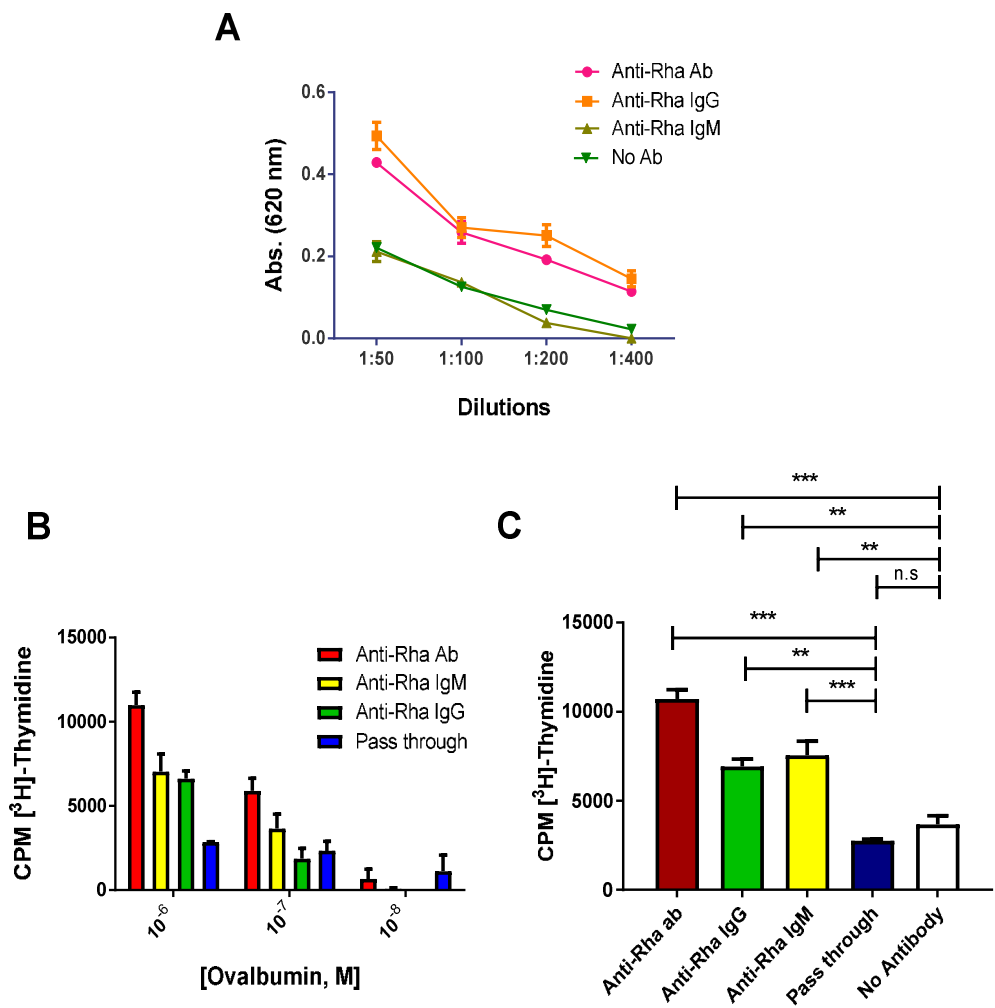 A
Anti-Rha Ab
Anti-Rha IgG
Anti-Rha IgM
No Ab
Abs. (620 nm)
0.6
0.4
0.2
0.0
1:50 1:100 1:200 1:400
Dilutions
B
CPM [³H]-Thymidine
15000
10000
5000
0
Anti-Rha Ab
Anti-Rha IgM
Anti-Rha IgG
Pass through
10⁻⁶ 10⁻⁷ 10⁻⁸
[Ovalbumin, M]
C
***
**
**
n.s
***
**
***
CPM [³H]-Thymidine
15000
10000
5000
0
Anti-Rha ab
Anti-Rha IgG
Anti-Rha IgM
Pass through
No Antibody